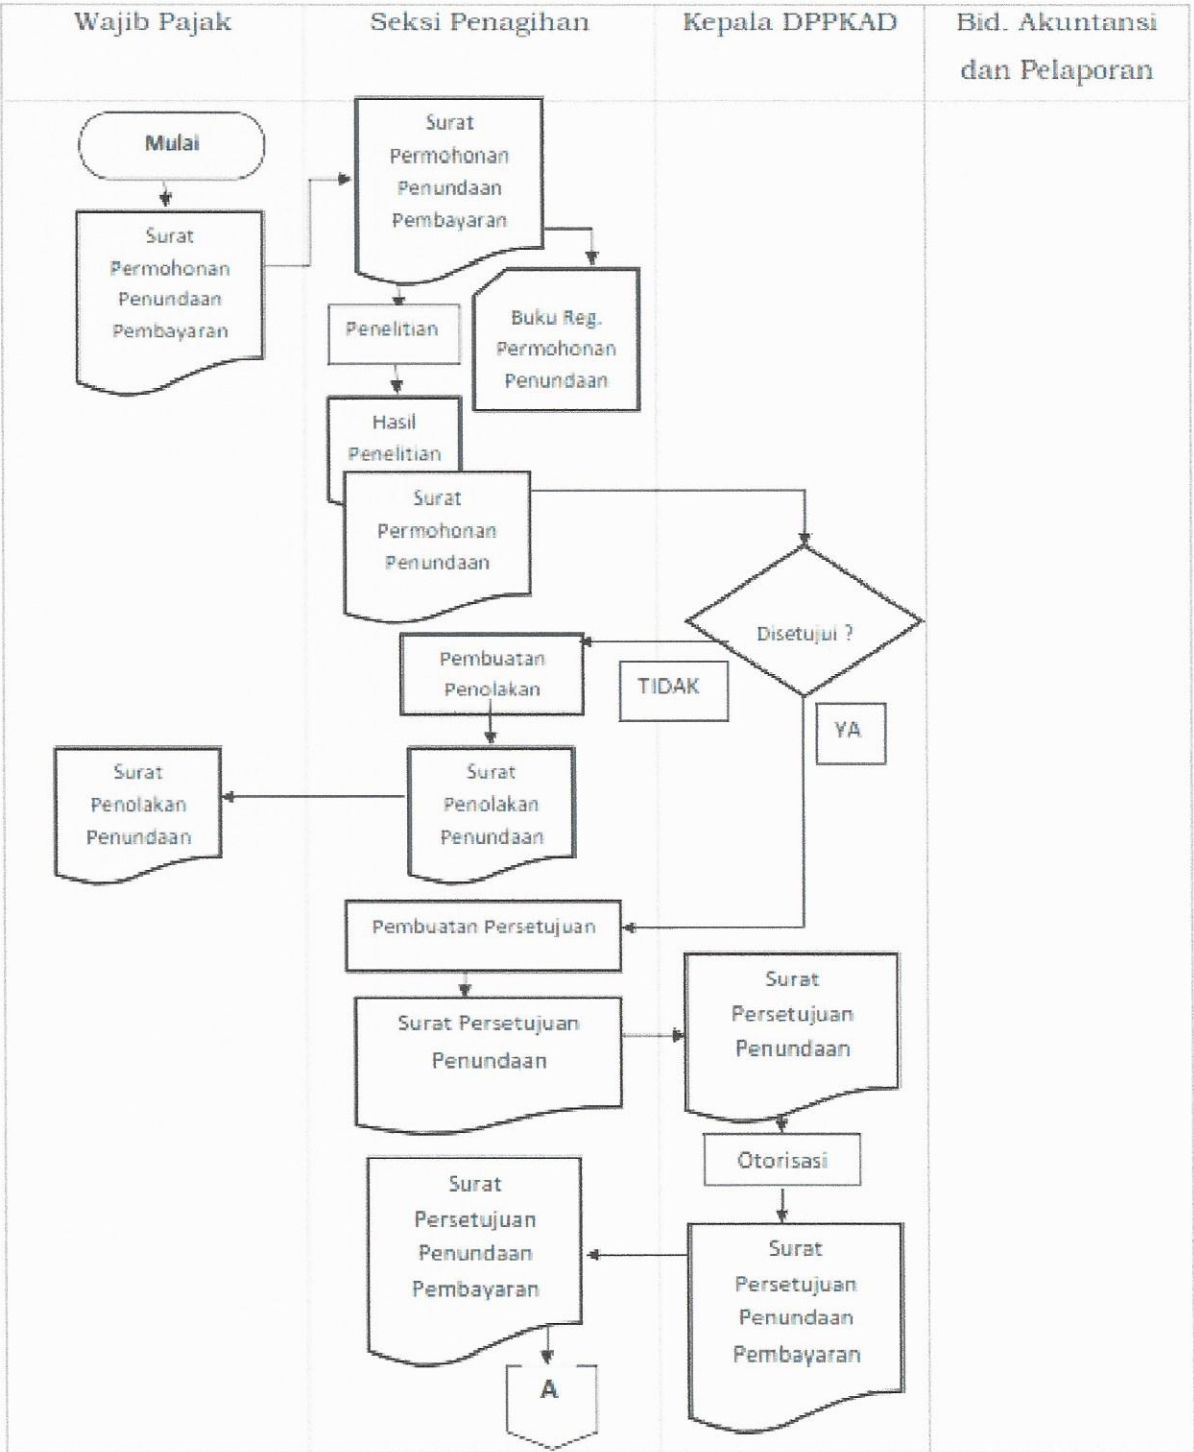 Wajib Pajak
Seksi Penagihan
Kepala DPPKAD
Bid. Akuntansi
dan Pelaporan
Mulai
Surat
Permohonan
Penundaan
Pembayaran
Surat
Permohonan
Penundaan
Pembayaran
Buku Reg.
Permohonan
Penundaan
Penelitian
Hasil
Penelitian
Surat
Permohonan
Penundaan
Disetujui ?
TIDAK
YA
Pembuatan
Penolakan
Surat
Penolakan
Penundaan
Surat
Penolakan
Penundaan
Pembuatan Persetujuan
Surat Persetujuan
Penundaan
Surat
Persetujuan
Penundaan
Otorisasi
Surat
Persetujuan
Penundaan
Pembayaran
Surat
Persetujuan
Penundaan
Pembayaran
A